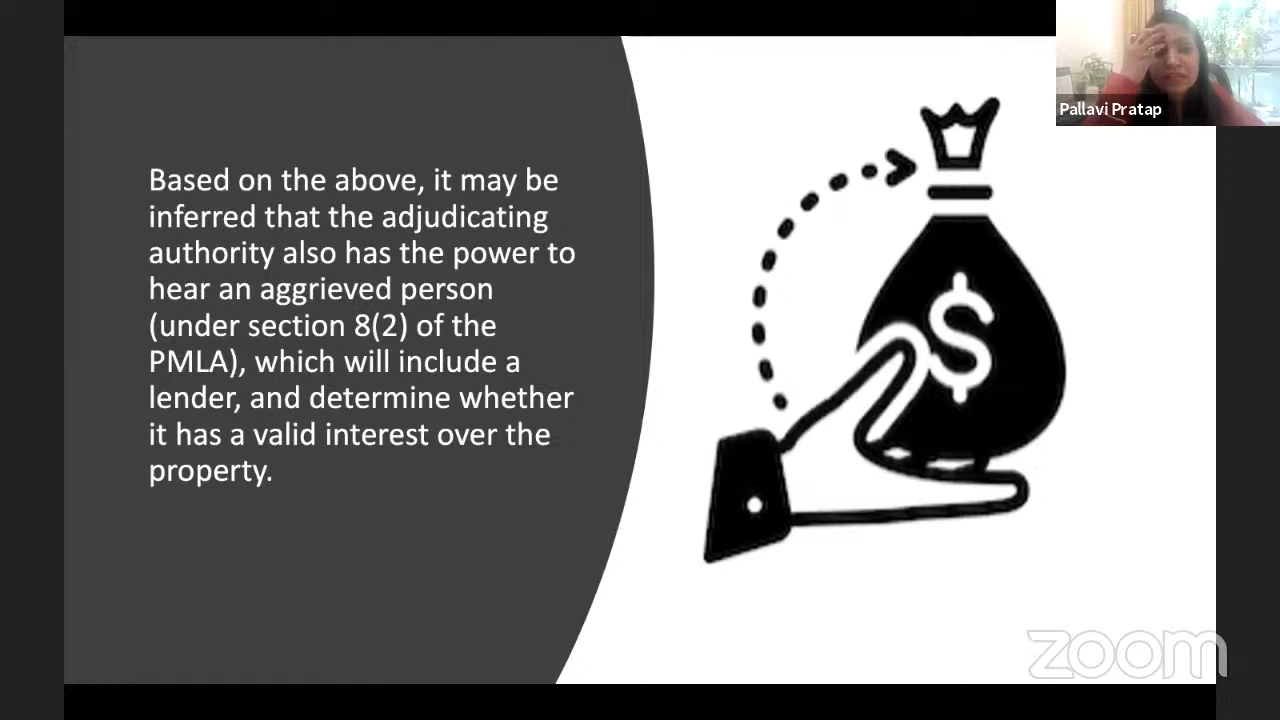 Pallavi Pratap
Based on the above, it may be
inferred that the adjudicating
authority also has the power to
hear an aggrieved person
(under section 8(2) of the
PMLA), which will include a
lender, and determine whether
it has a valid interest over the
property.
$
zoom